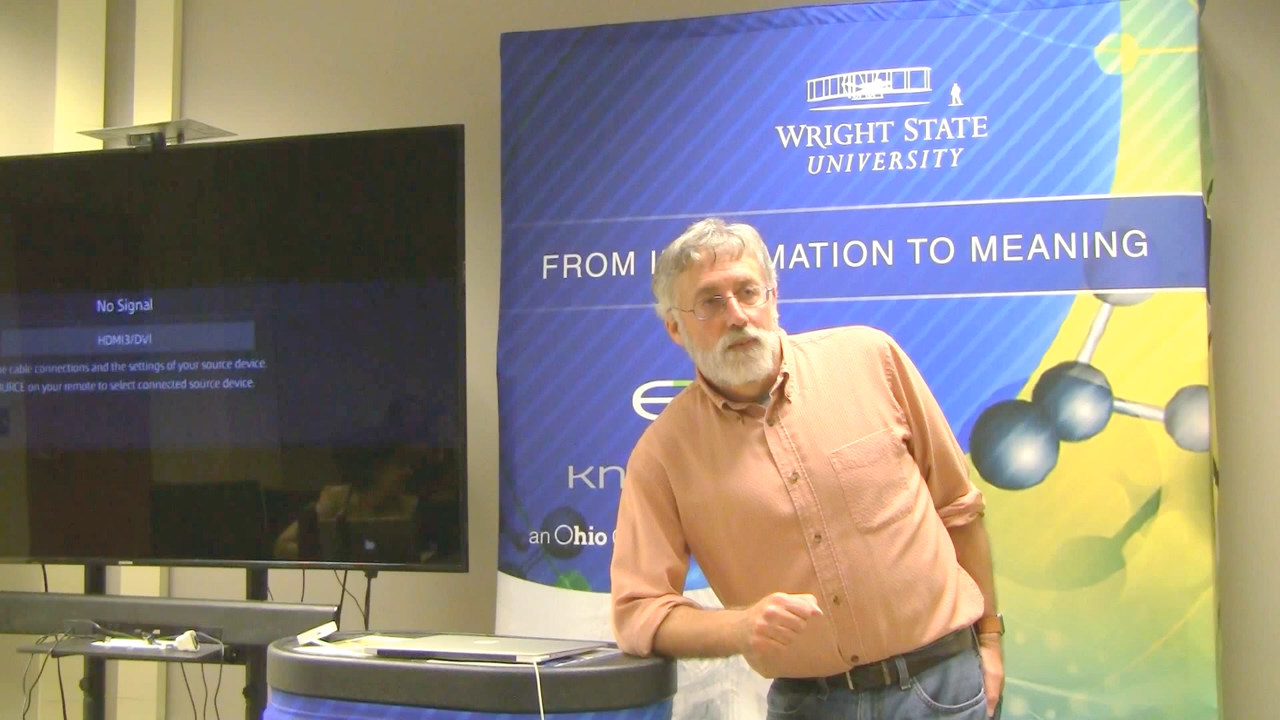 No Signal
HDMI3/DVI
cable connections and the settings of your source device.
on your remote to select connected source device.
WRIGHT STATE
UNIVERSITY
FROM I MATION TO MEANING
kn
an Ohio